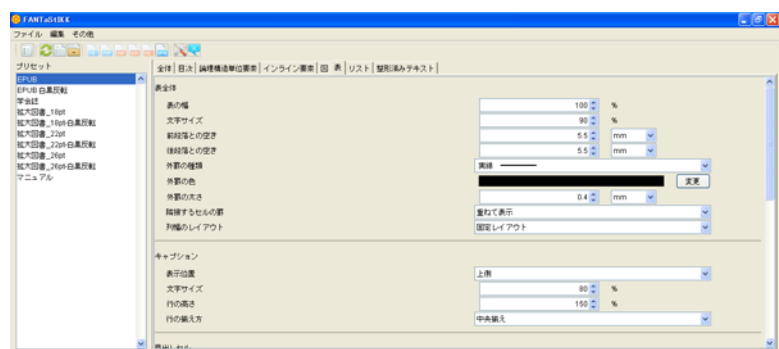 FANTaStIKK
ファイル 編集 その他
プリセット
EPUB
EPUB 白黒反転
学会誌
拡大図書_18pt
拡大図書_18pt-白黒反転
拡大図書_22pt
拡大図書_22pt-白黒反転
拡大図書_26pt
拡大図書_26pt-白黒反転
マニュアル
全体 目次 論理構造単位要素 インライン要素 図 表 リスト 整形済みテキスト
表全体
表の幅 100 %
文字サイズ 90 %
前段落との空き 5.5 mm
後段落との空き 5.5 mm
外罫の種類 実線
外罫の色 変更
外罫の太さ 0.4 mm
隣接するセルの罫 重ねて表示
列幅のレイアウト 固定レイアウト
キャプション
表示位置 上側
文字サイズ 80 %
行の高さ 150 %
行の揃え方 中央揃え
見出しセル